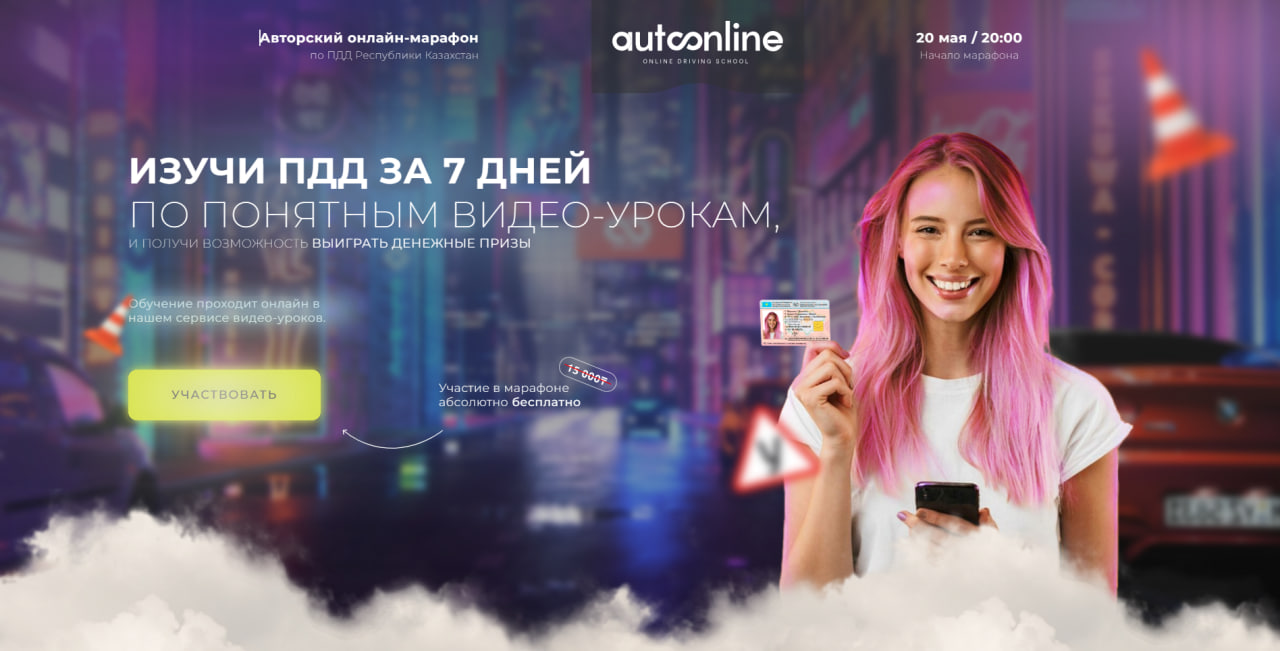 Авторский онлайн-марафон
по ПДД Республики Казахстан
autoonline
ONLINE DRIVING SCHOOL
20 мая / 20:00
Начало марафона
ИЗУЧИ ПДД ЗА 7 ДНЕЙ
ПО ПОНЯТНЫМ ВИДЕО-УРОКАМ,
И ПОЛУЧИ ВОЗМОЖНОСТЬ ВЫИГРАТЬ ДЕНЕЖНЫЕ ПРИЗЫ
Обучение проходит онлайн в
нашем сервисе видео-уроков.
УЧАСТВОВАТЬ
15 000₸
Участие в марафоне
абсолютно бесплатно
У